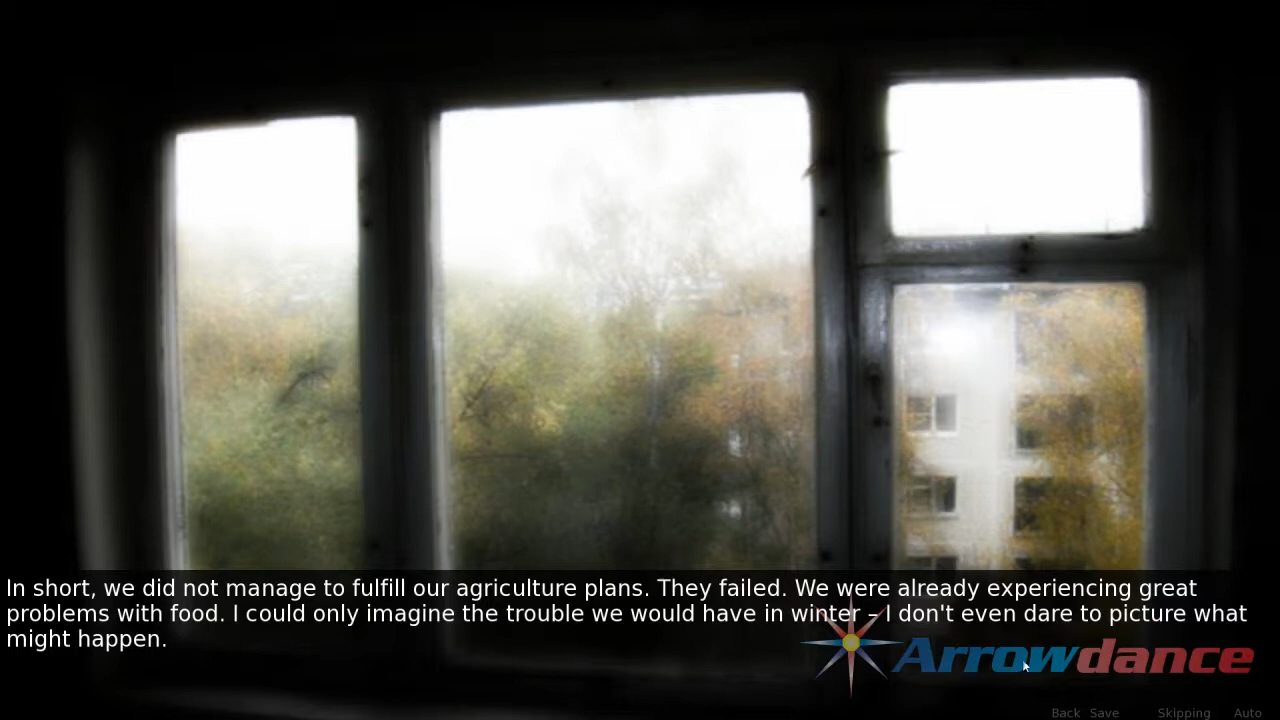 In short, we did not manage to fulfill our agriculture plans. They failed. We were already experiencing great
problems with food. I could only imagine the trouble we would have in winter – I don't even dare to picture what
might happen.
Arrowdance
Back Save Skipping Auto